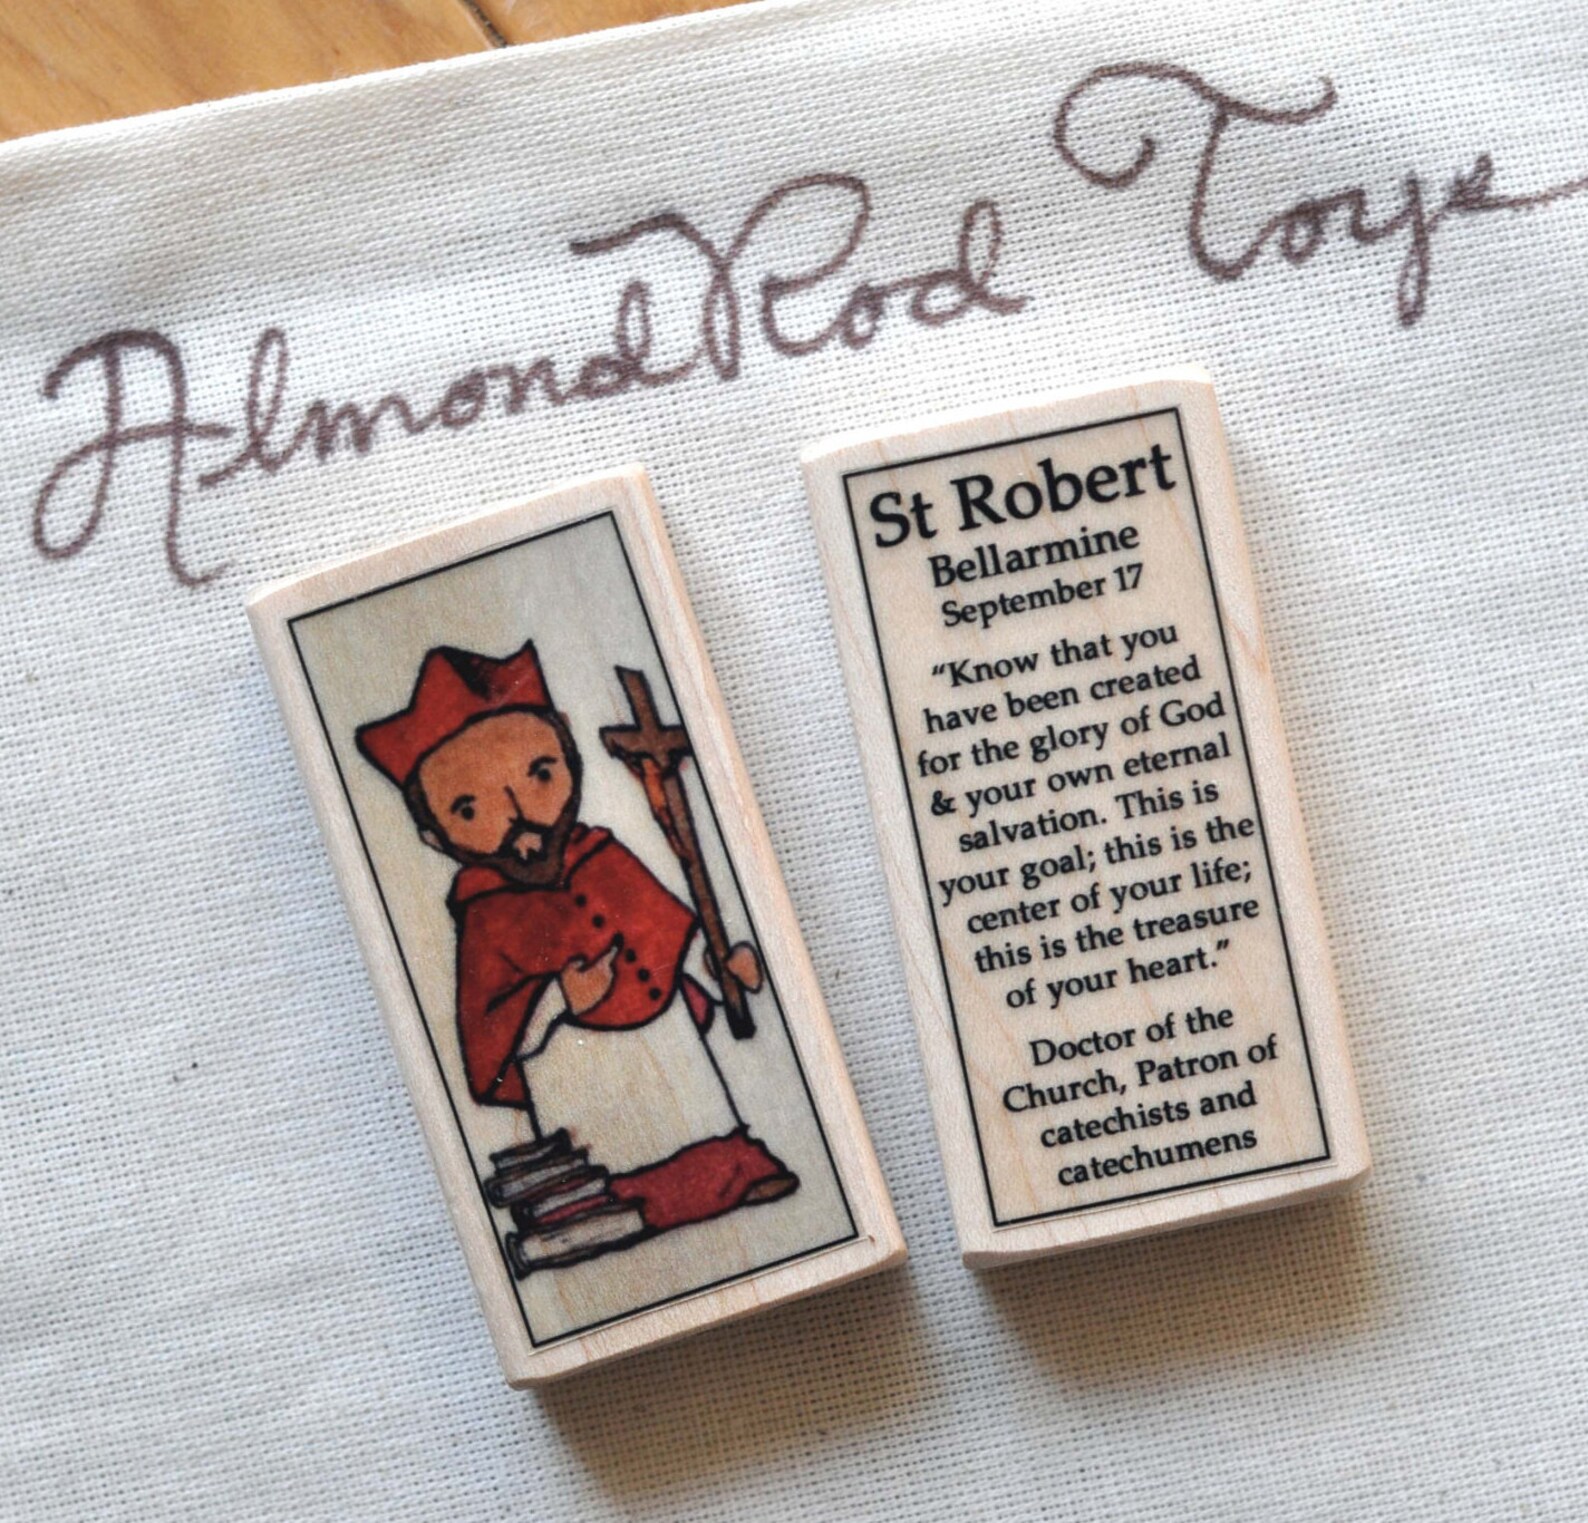 Almond Rod Toys
St Robert
Bellarmine
September 17
“Know that you
have been created
for the glory of God
& your own eternal
salvation. This is
your goal; this is the
center of your life;
this is the treasure
of your heart.”
Doctor of the
Church, Patron of
catechists and
catechumens